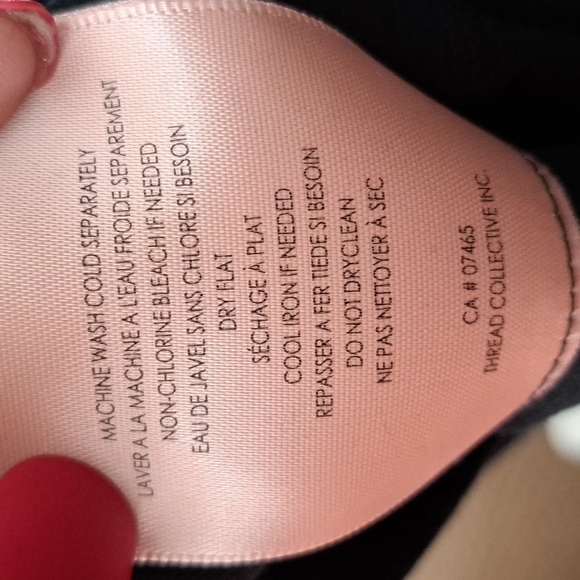 MACHINE WASH COLD SEPARATELY
LAVER A LA MACHINE A L'EAU FROIDE SEPAREMENT
NON-CHLORINE BLEACH IF NEEDED
EAU DE JAVEL SANS CHLORE SI BESOIN
DRY FLAT
SÉCHAGE À PLAT
COOL IRON IF NEEDED
REPASSER A FER TIEDE SI BESOIN
DO NOT DRYCLEAN
NE PAS NETTOYER À SEC
CA # 07465
THREAD COLLECTIVE INC.